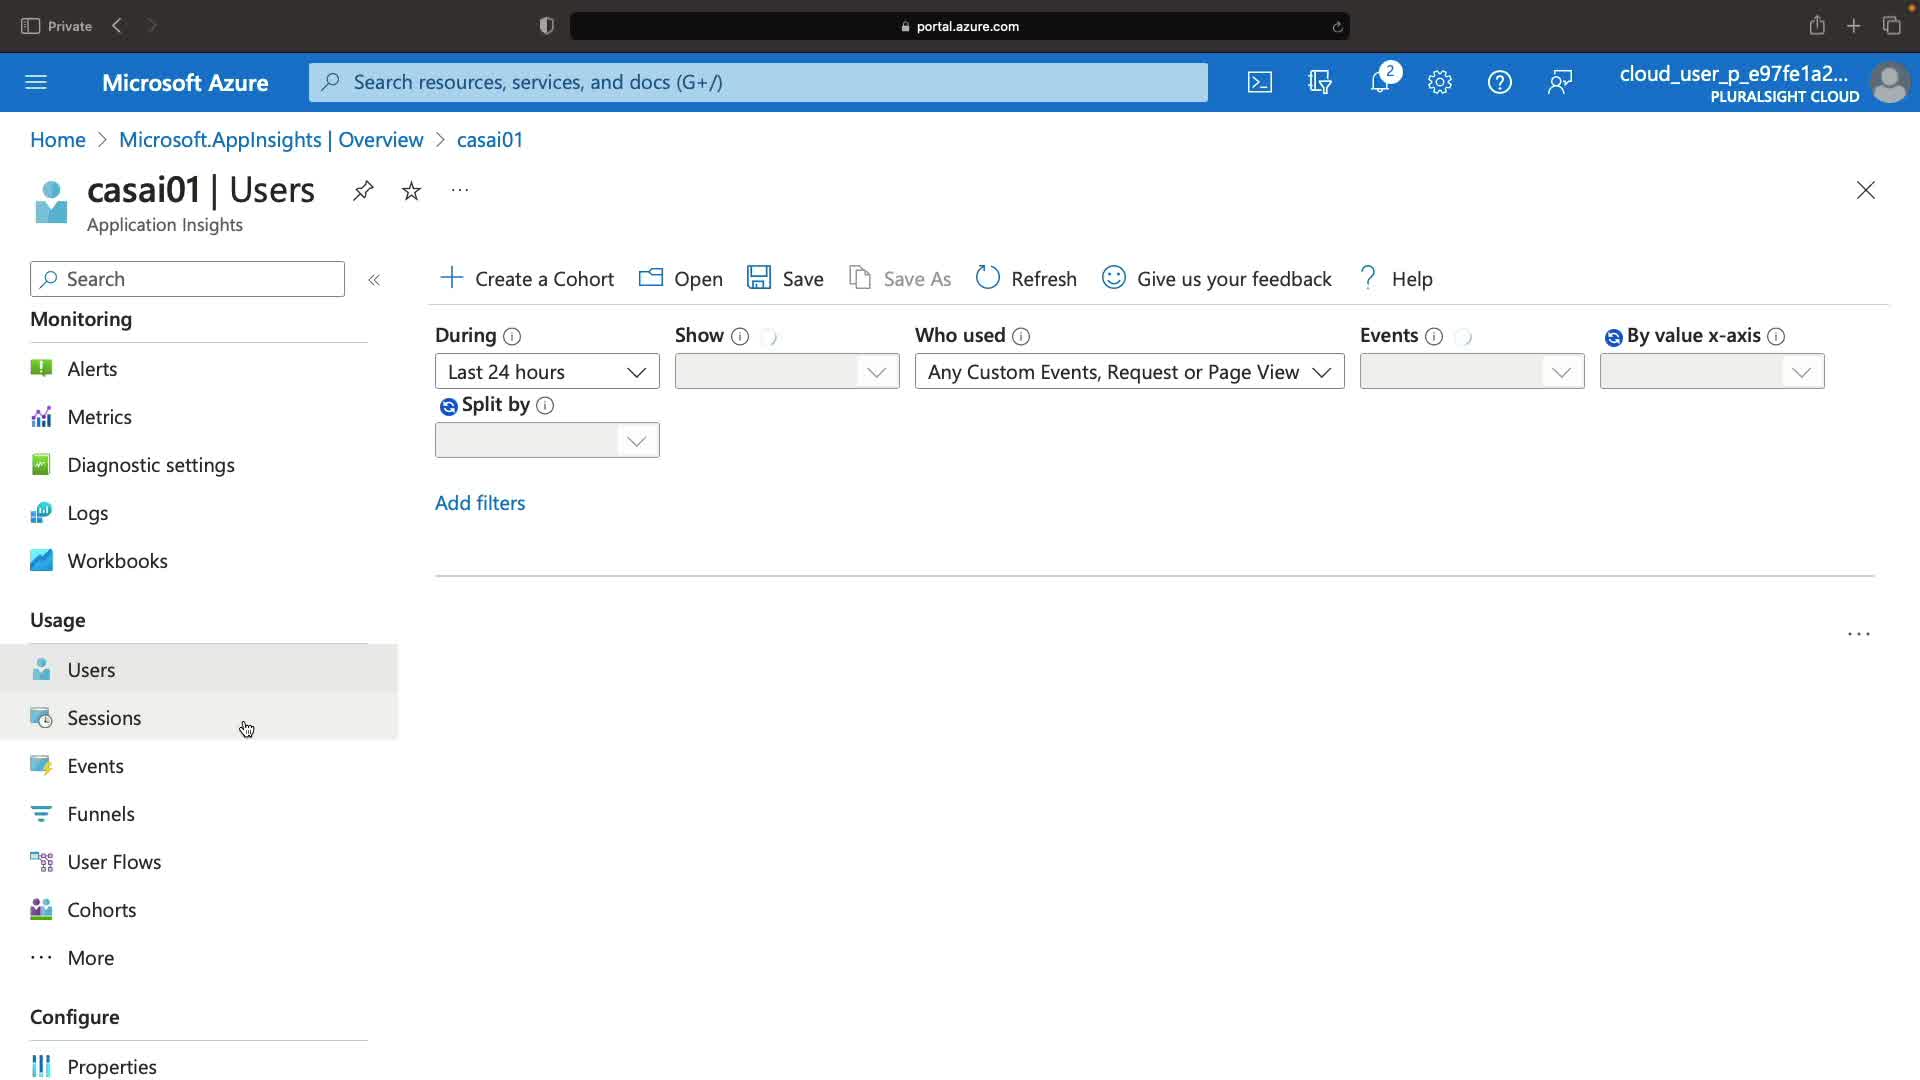 Private
portal.azure.com
Microsoft Azure
Search resources, services, and docs (G+/)
2
cloud_user_p_e97fe1a2...
PLURALSIGHT CLOUD
Home > Microsoft.AppInsights | Overview > casai01
casai01 | Users
Application Insights
Search
Create a Cohort
Open
Save
Save As
Refresh
Give us your feedback
Help
Monitoring
Alerts
Metrics
Diagnostic settings
Logs
Workbooks
Usage
Users
Sessions
Events
Funnels
User Flows
Cohorts
More
Configure
Properties
During
Show
Who used
Events
By value x-axis
Last 24 hours
Any Custom Events, Request or Page View
Split by
Add filters